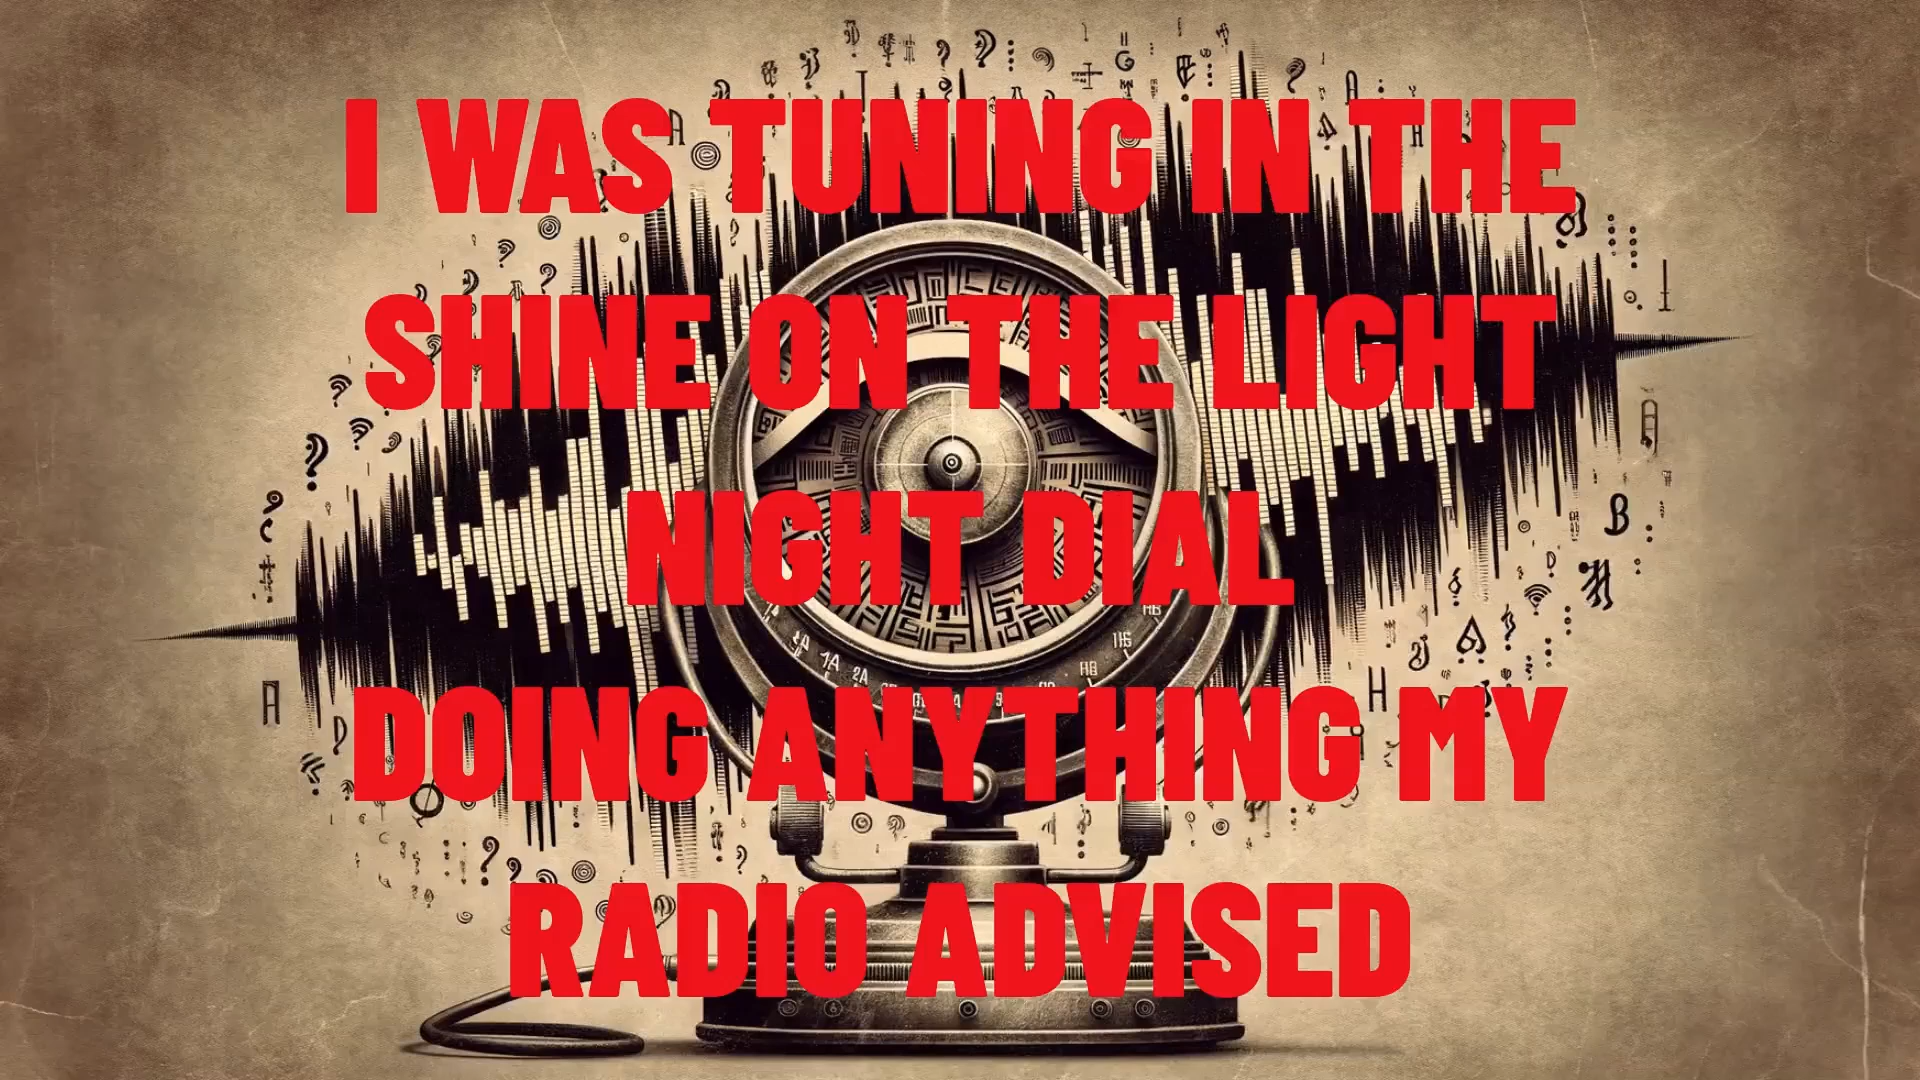 I WAS TUNING IN THE
SHINE ON THE LIGHT
NIGHT DIAL
DOING ANYTHING MY
RADIO ADVISED